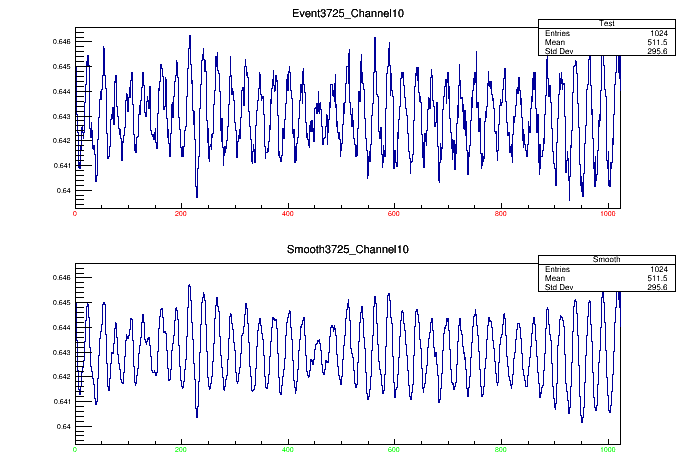 Event3725_Channel10
Test
Entries 1024
Mean 511.5
Std Dev 295.6
0.646
0.645
0.644
0.643
0.642
0.641
0.64
0 200 400 600 800 1000
Smooth3725_Channel10
Smooth
Entries 1024
Mean 511.5
Std Dev 295.6
0.646
0.645
0.644
0.643
0.642
0.641
0.64
0 200 400 600 800 1000